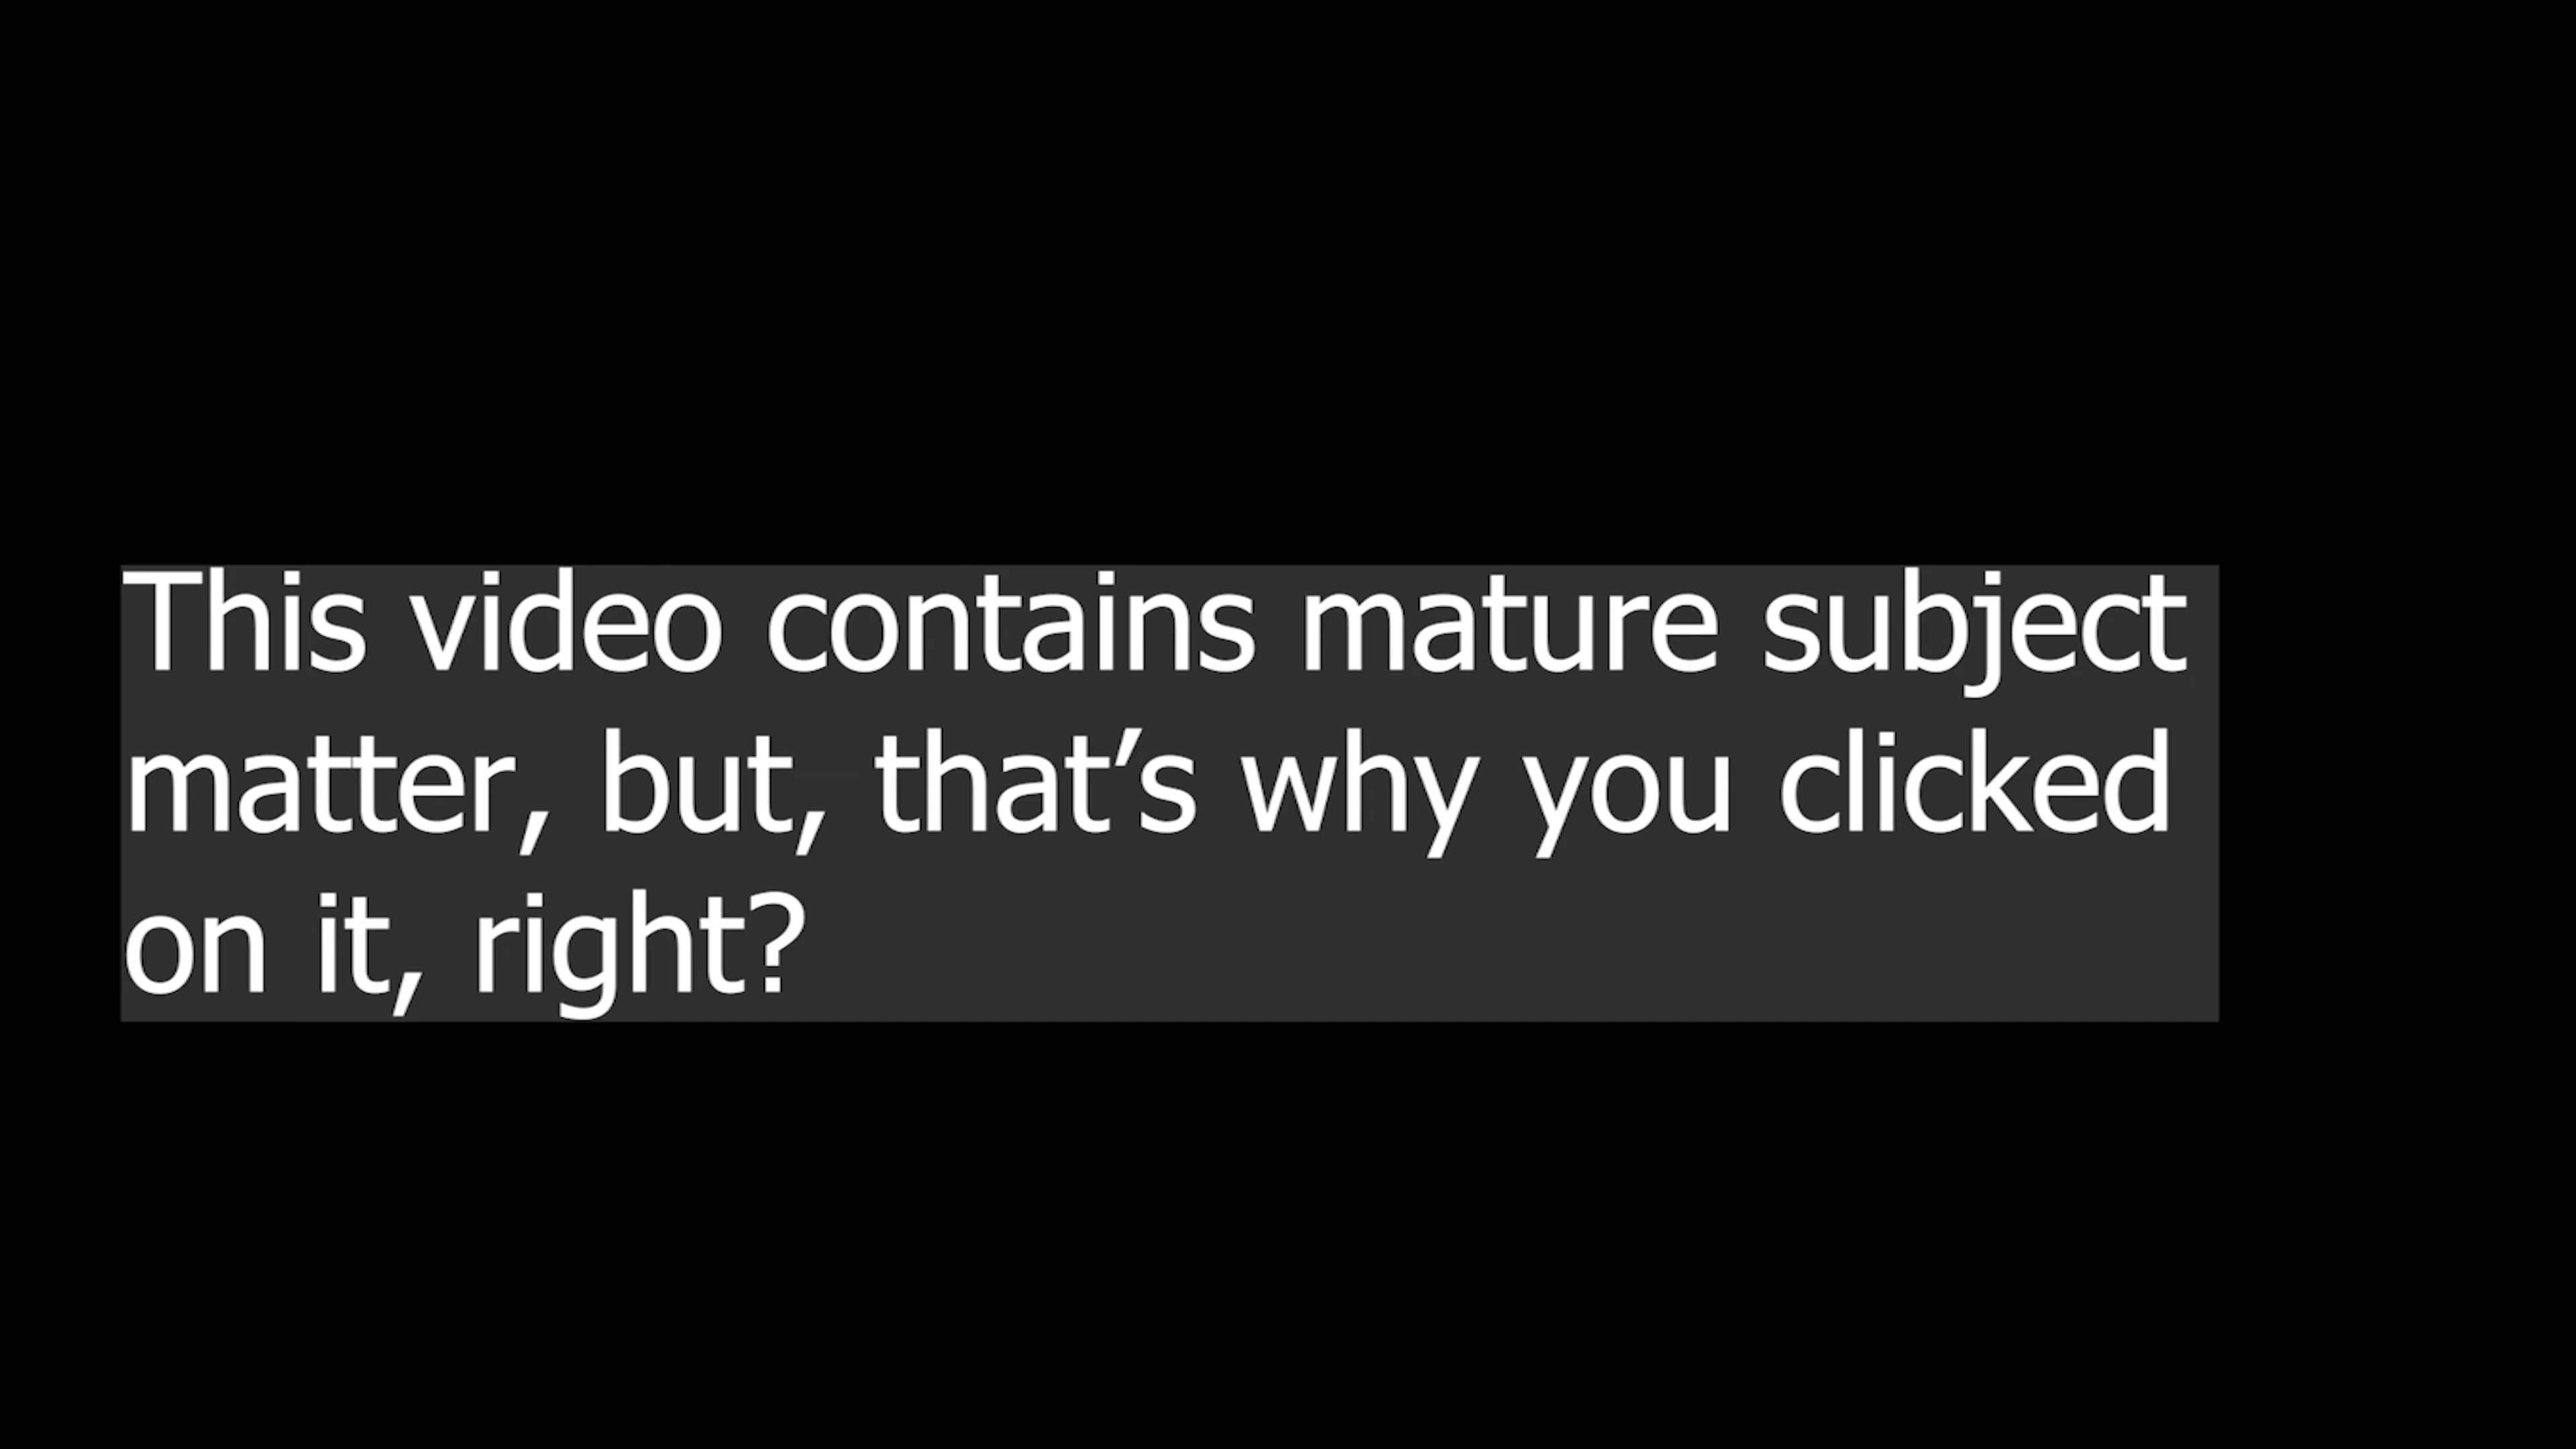 This video contains mature subject
matter, but, that’s why you clicked
on it, right?